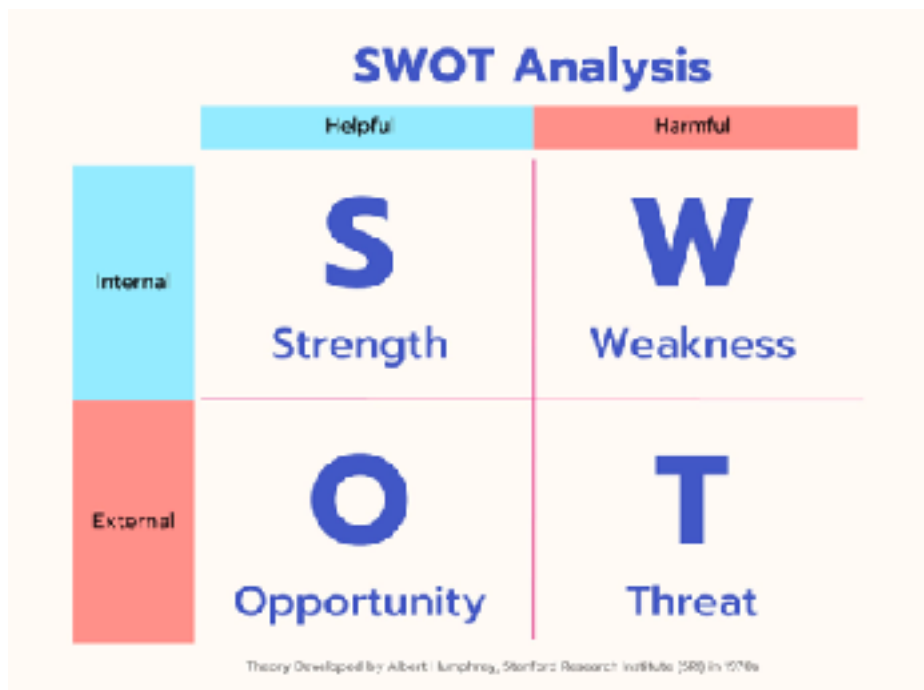 SWOT Analysis
Helpful Harmful
Internal
S W
Strength Weakness
External
O T
Opportunity Threat
Theory Developed by Albert Humphrey, Stanford Research Institute (SRI) in 1970s